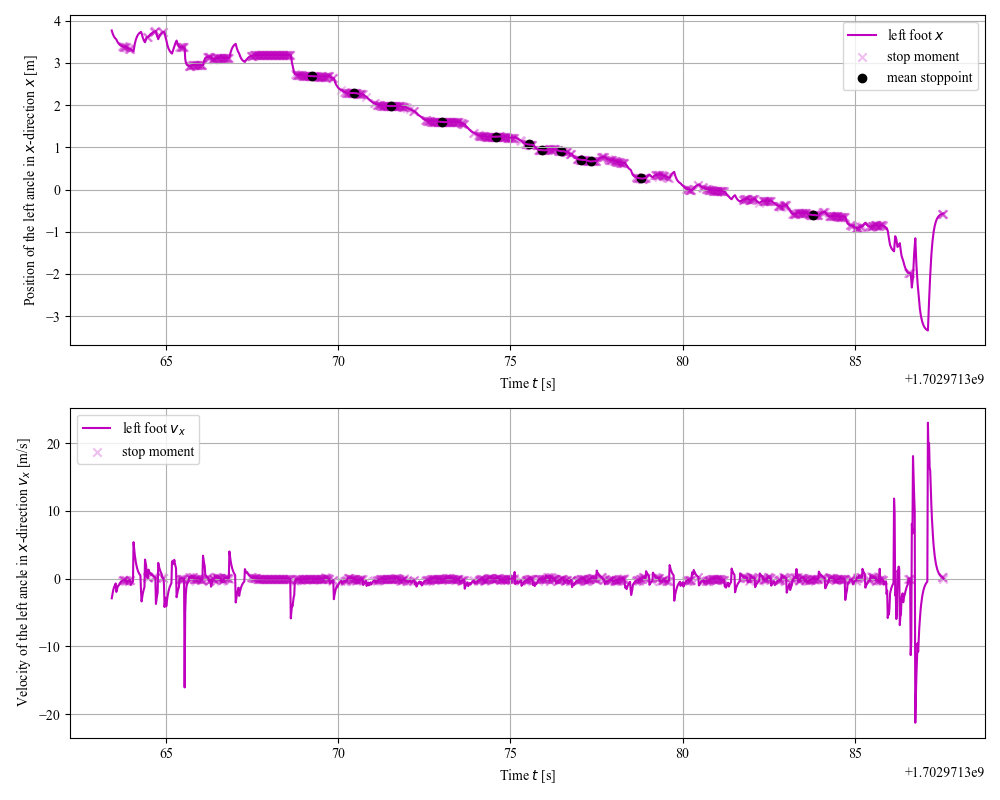 4
3
2
1
0
−1
−2
−3
Position of the left ancle in x-direction x [m]
left foot x
stop moment
mean stoppoint
65
70
75
80
85
+1.7029713e9
Time t [s]
20
10
0
−10
−20
Velocity of the left ancle in x-direction vₓ [m/s]
left foot vₓ
stop moment
65
70
75
80
85
+1.7029713e9
Time t [s]